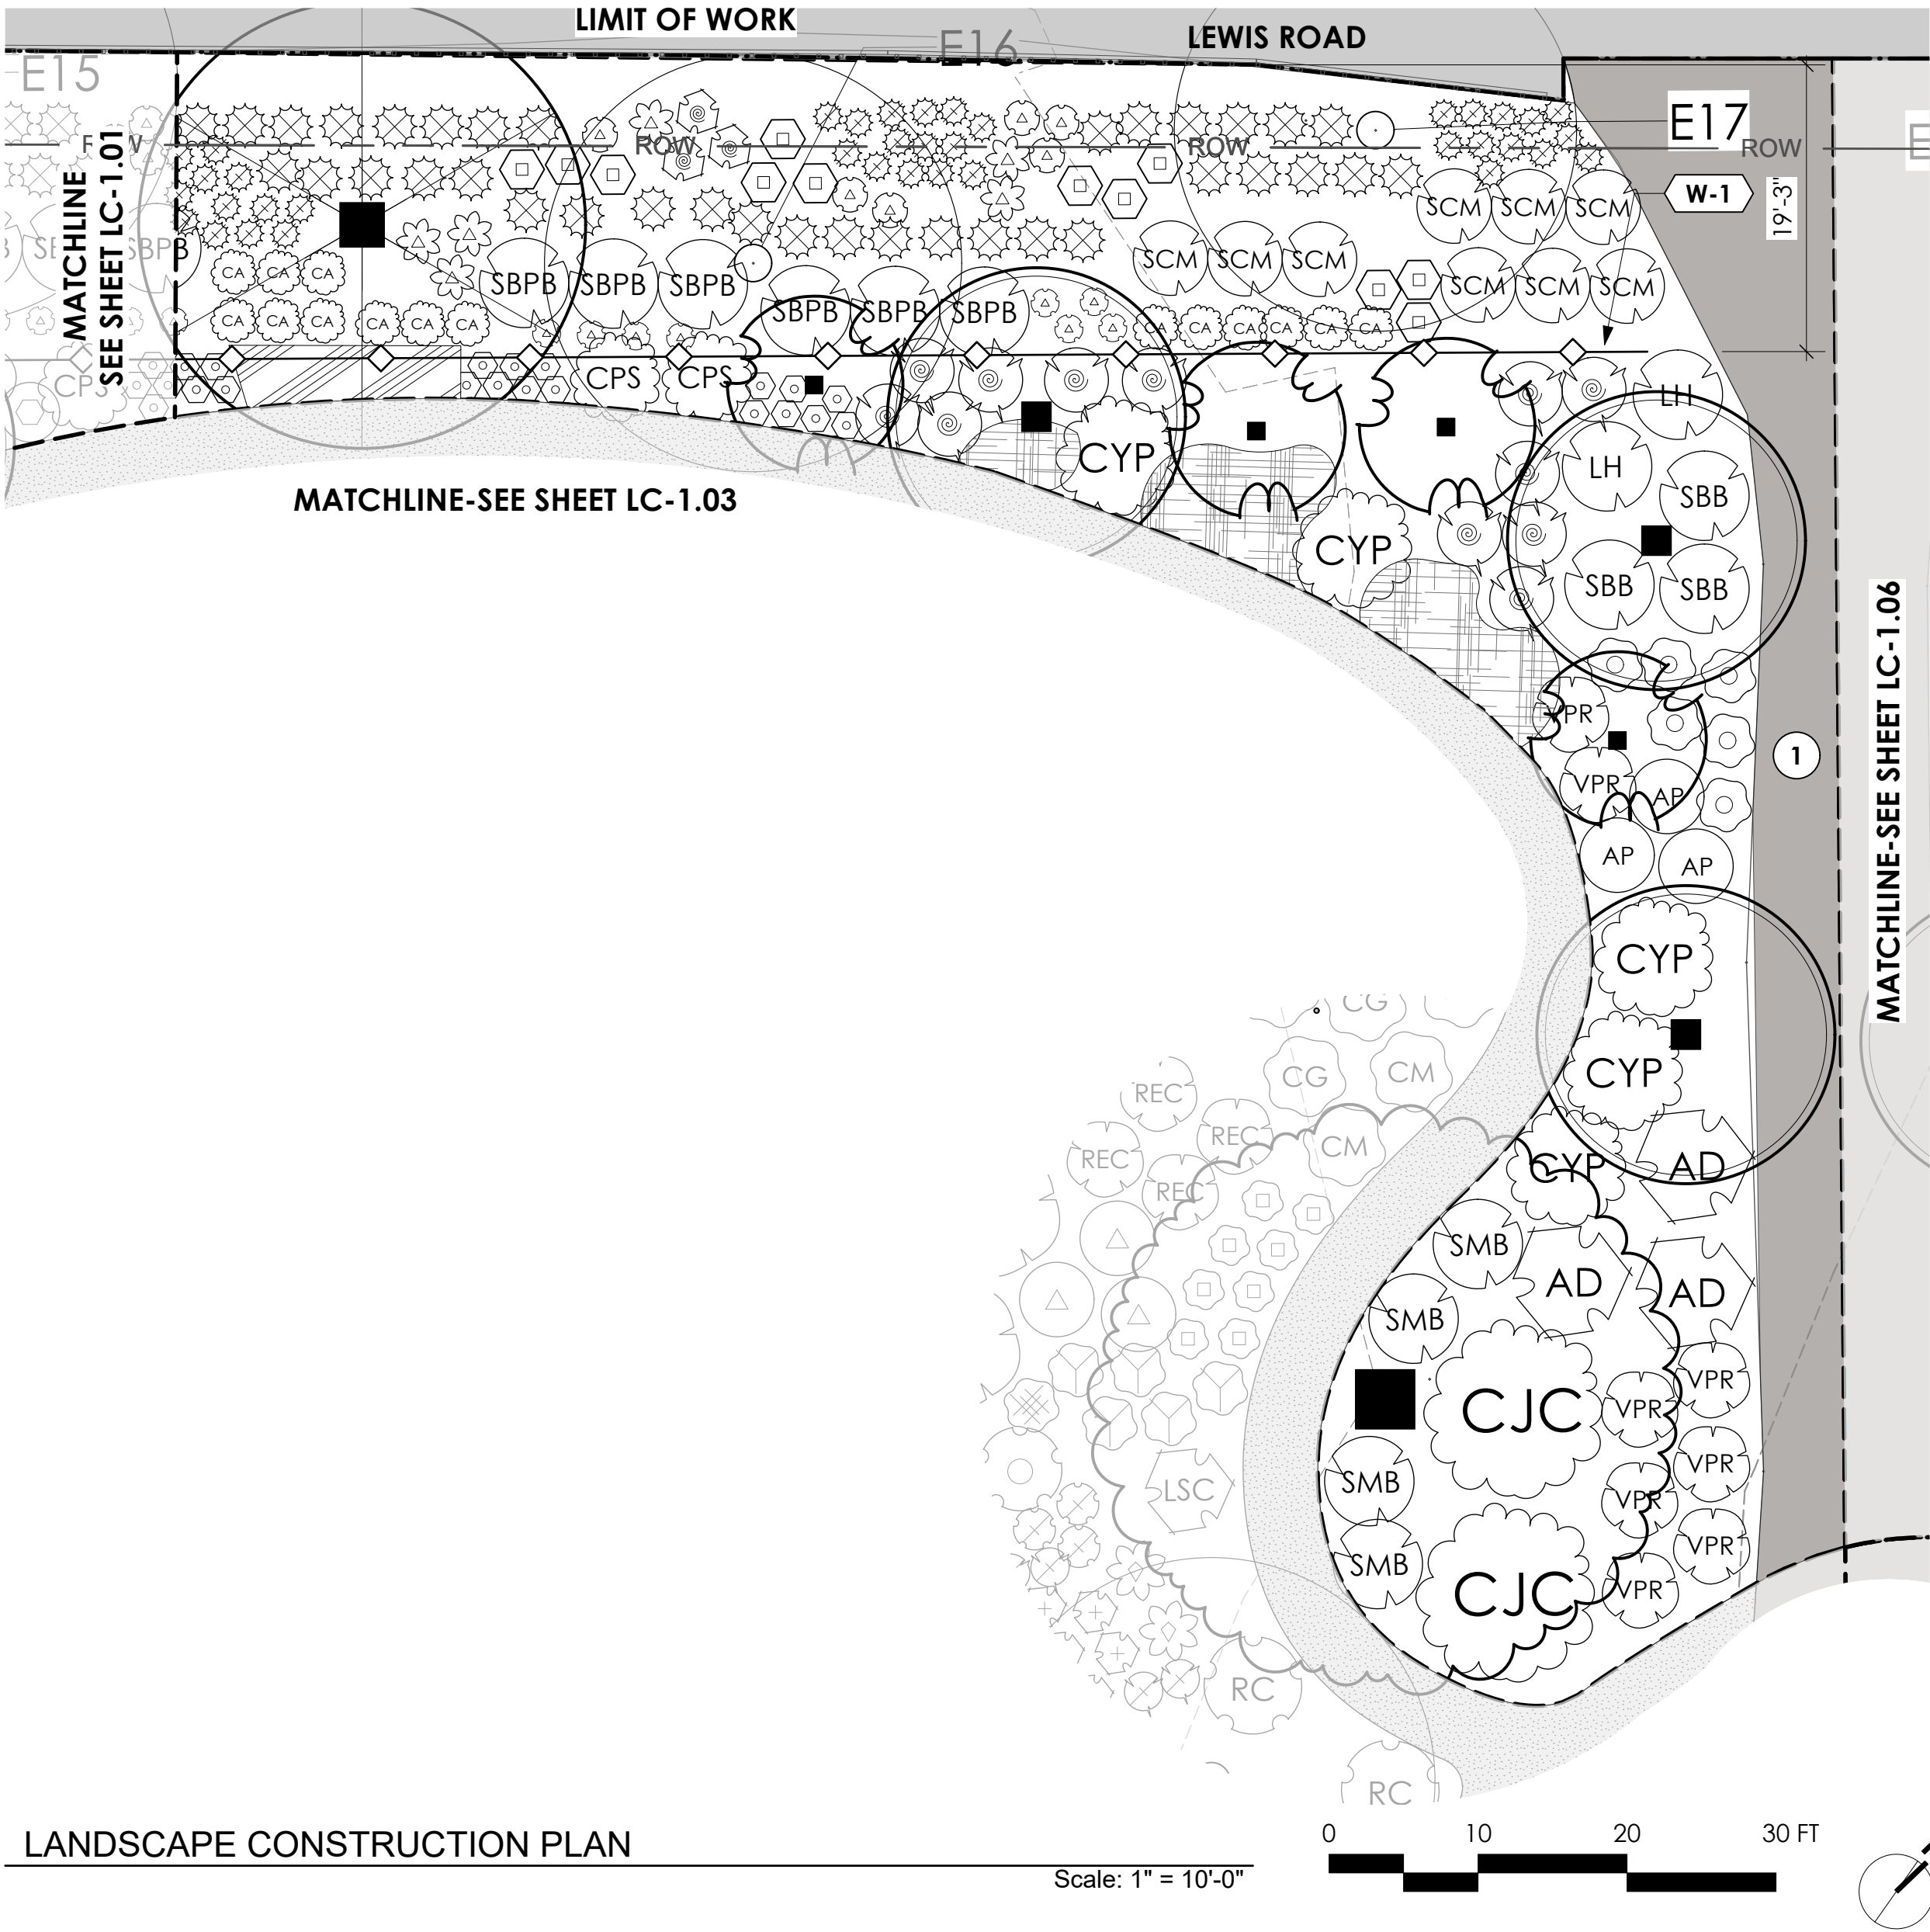 LIMIT OF WORK
LEWIS ROAD
E15
E16
E17
ROW
ROW
ROW
W-1
19'-3"
MATCHLINE
SEE SHEET LC-1.01
SCM SCM SCM
SCM SCM SCM
SCM SCM SCM
SBPB
SBPB SBPB SBPB
SBPB SBPB SBPB
CA CA CA
CA CA CA CA CA CA
CA CA CA CA CA CA
CPS
CPS CPS
LH
LH
CYP
SBB
MATCHLINE-SEE SHEET LC-1.03
CYP
SBB SBB
MATCHLINE-SEE SHEET LC-1.06
VPR
1
VPR AP
AP AP
CYP
CG
CG CM
CYP
REC
REC
CM
REC
REC
CYP AD
SMB
AD AD
SMB
VPR
CJC VPR
VPR
SMB
LSC
VPR
VPR
SMB
CJC VPR
RC
RC
LANDSCAPE CONSTRUCTION PLAN
Scale: 1" = 10'-0"
0 10 20 30 FT